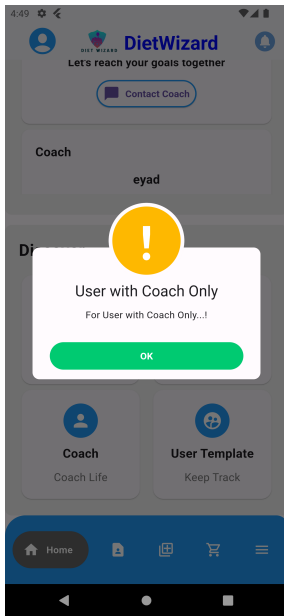 4:49
DIET WIZARD
DietWizard
Let's reach your goals together
Contact Coach
Coach
eyad
User with Coach Only
For User with Coach Only...!
OK
Coach
Coach Life
User Template
Keep Track
Home